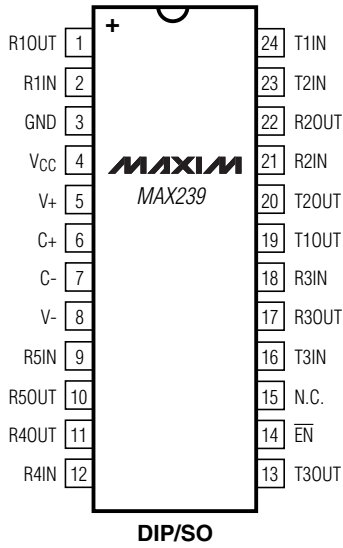 +
R1OUT 1 24 T1IN
R1IN 2 23 T2IN
GND 3 22 R2OUT
VCC 4 MAXIM 21 R2IN
V+ 5 MAX239 20 T2OUT
C+ 6 19 T1OUT
C- 7 18 R3IN
V- 8 17 R3OUT
R5IN 9 16 T3IN
R5OUT 10 15 N.C.
R4OUT 11 14 E̅N̅
R4IN 12 13 T3OUT
DIP/SO